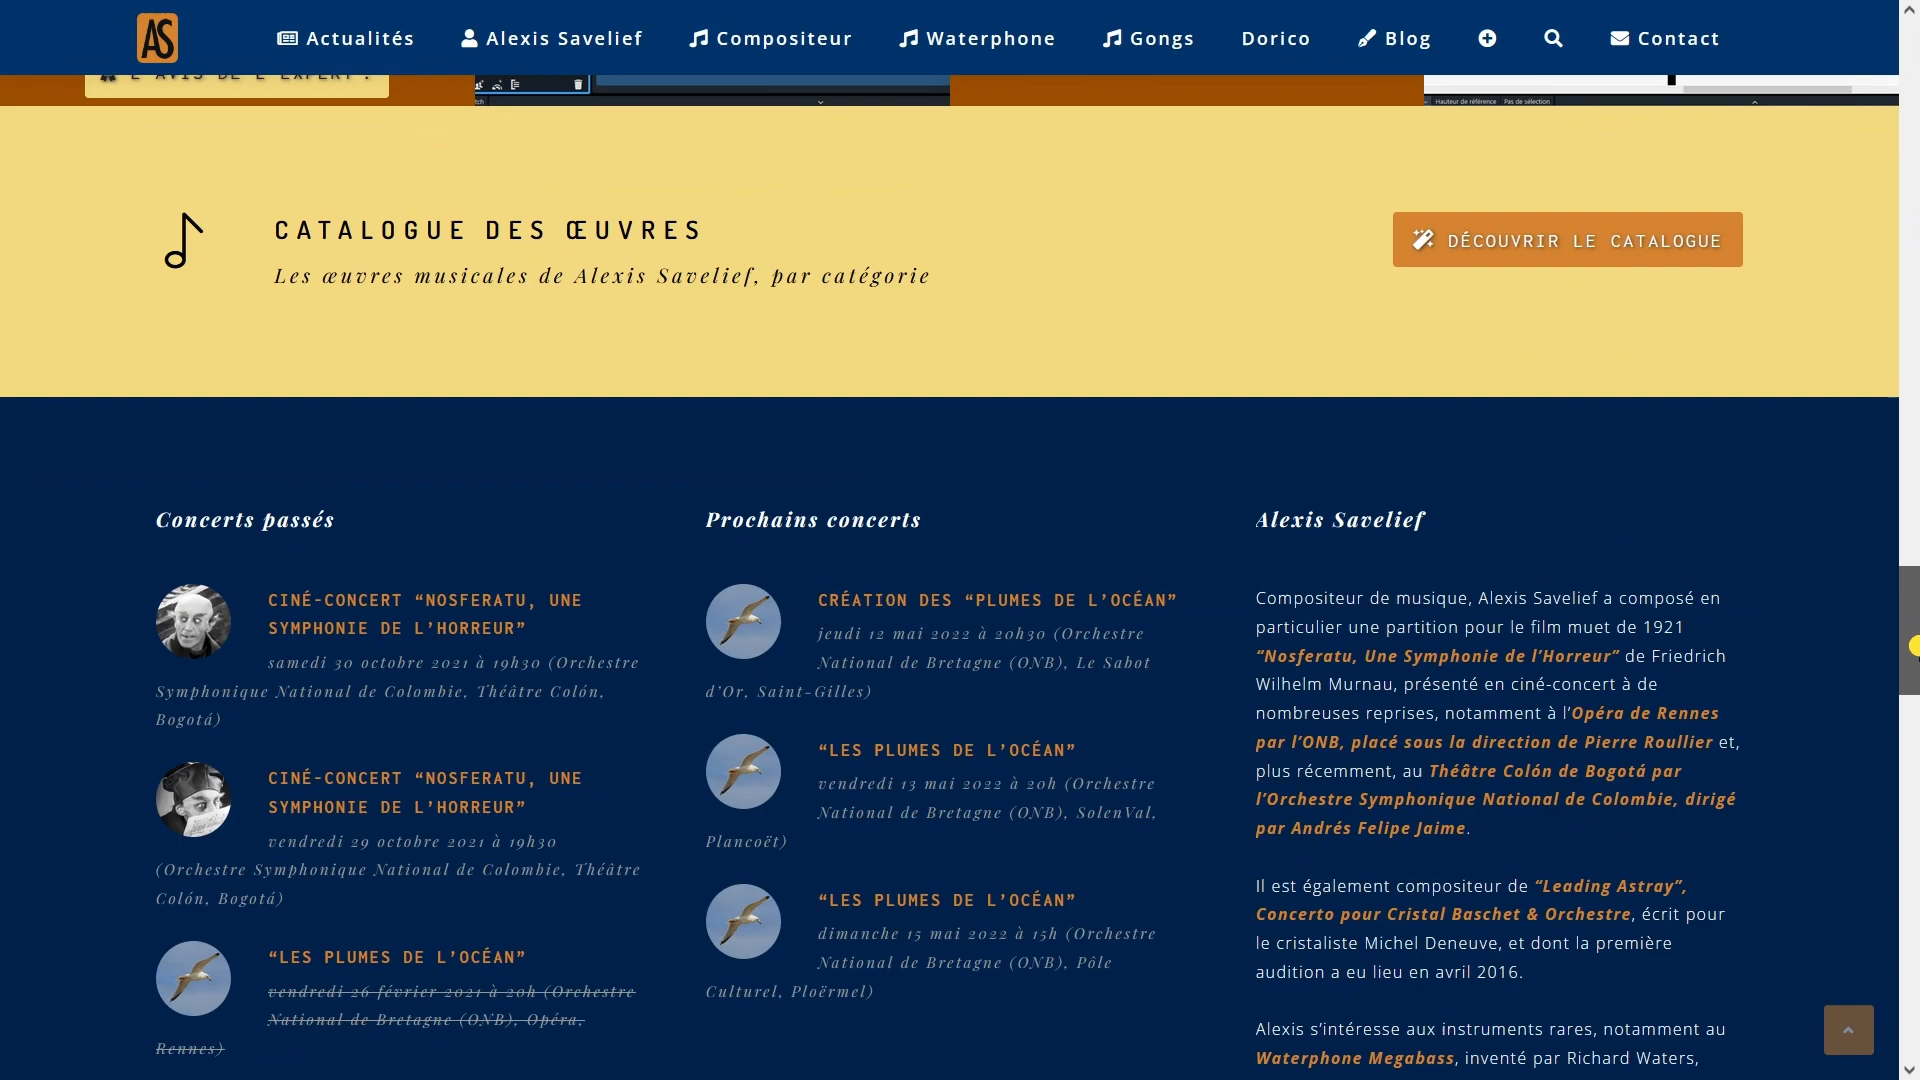 AS
Actualités
Alexis Savelief
Compositeur
Waterphone
Gongs
Dorico
Blog
Contact
L'AVIS DE L'EXPERT !
Hauteur de référence Pas de sélection
CATALOGUE DES ŒUVRES
Les œuvres musicales de Alexis Savelief, par catégorie
DÉCOUVRIR LE CATALOGUE
Concerts passés
CINÉ-CONCERT “NOSFERATU, UNE
SYMPHONIE DE L’HORREUR”
samedi 30 octobre 2021 à 19h30 (Orchestre
Symphonique National de Colombie, Théâtre Colón,
Bogotá)
CINÉ-CONCERT “NOSFERATU, UNE
SYMPHONIE DE L’HORREUR”
vendredi 29 octobre 2021 à 19h30
(Orchestre Symphonique National de Colombie, Théâtre
Colón, Bogotá)
“LES PLUMES DE L’OCÉAN”
vendredi 26 février 2021 à 20h (Orchestre
National de Bretagne (ONB), Opéra,
Rennes)
Prochains concerts
CRÉATION DES “PLUMES DE L’OCÉAN”
jeudi 12 mai 2022 à 20h30 (Orchestre
National de Bretagne (ONB), Le Sabot
d’Or, Saint-Gilles)
“LES PLUMES DE L’OCÉAN”
vendredi 13 mai 2022 à 20h (Orchestre
National de Bretagne (ONB), SolenVal,
Plancoët)
“LES PLUMES DE L’OCÉAN”
dimanche 15 mai 2022 à 15h (Orchestre
National de Bretagne (ONB), Pôle
Culturel, Ploërmel)
Alexis Savelief
Compositeur de musique, Alexis Savelief a composé en
particulier une partition pour le film muet de 1921
“Nosferatu, Une Symphonie de l’Horreur” de Friedrich
Wilhelm Murnau, présenté en ciné-concert à de
nombreuses reprises, notamment à l’Opéra de Rennes
par l’ONB, placé sous la direction de Pierre Roullier et,
plus récemment, au Théâtre Colón de Bogotá par
l’Orchestre Symphonique National de Colombie, dirigé
par Andrés Felipe Jaime.
Il est également compositeur de “Leading Astray”,
Concerto pour Cristal Baschet & Orchestre, écrit pour
le cristaliste Michel Deneuve, et dont la première
audition a eu lieu en avril 2016.
Alexis s’intéresse aux instruments rares, notamment au
Waterphone Megabass, inventé par Richard Waters,